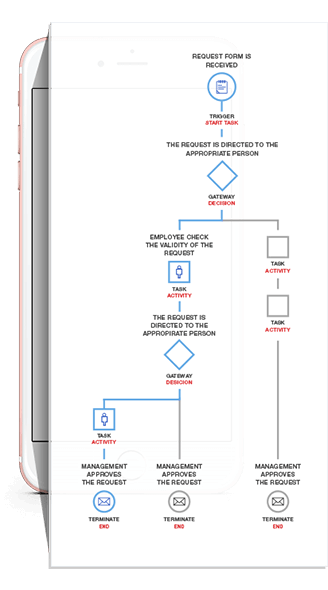 REQUEST FORM IS
RECEIVED
TRIGGER
START TASK
THE REQUEST IS DIRECTED TO THE
APPROPRIATE PERSON
GATEWAY
DECISION
EMPLOYEE CHECK
THE VALIDITY OF THE
REQUEST
TASK
ACTIVITY
TASK
ACTIVITY
TASK
ACTIVITY
THE REQUEST IS
DIRECTED TO THE
APPOPIRATE PERSON
GATEWAY
DESICION
TASK
ACTIVITY
MANAGEMENT
APPROVES
THE REQUEST
TERMINATE
END
MANAGEMENT
APPROVES
THE REQUEST
TERMINATE
END
MANAGEMENT
APPROVES
THE REQUEST
TERMINATE
END